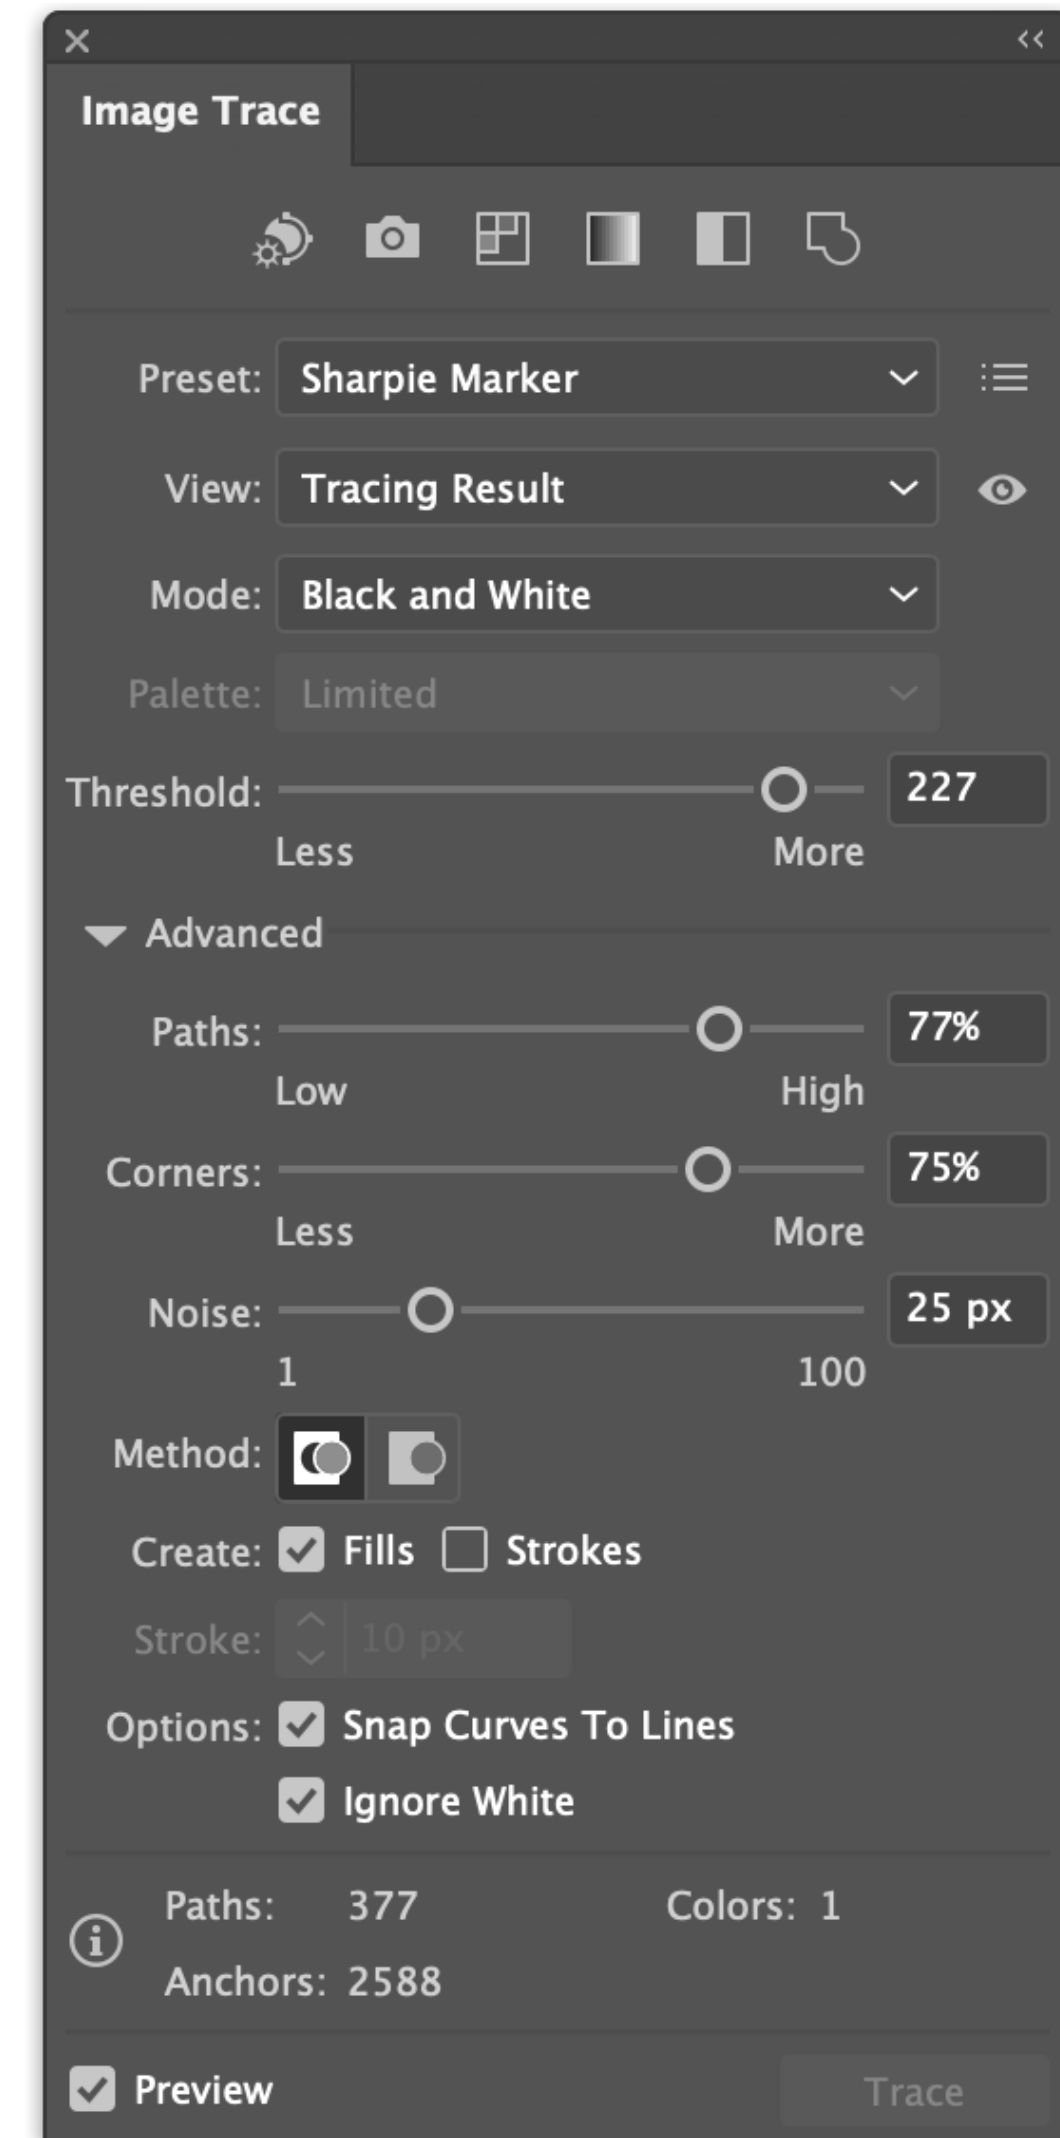 Image Trace
Preset: Sharpie Marker
View: Tracing Result
Mode: Black and White
Palette: Limited
Threshold: 227
Less More
Advanced
Paths: 77%
Low High
Corners: 75%
Less More
Noise: 25 px
1 100
Method:
Create: Fills Strokes
Stroke: 10 px
Options: Snap Curves To Lines
Ignore White
Paths: 377 Colors: 1
Anchors: 2588
Preview Trace